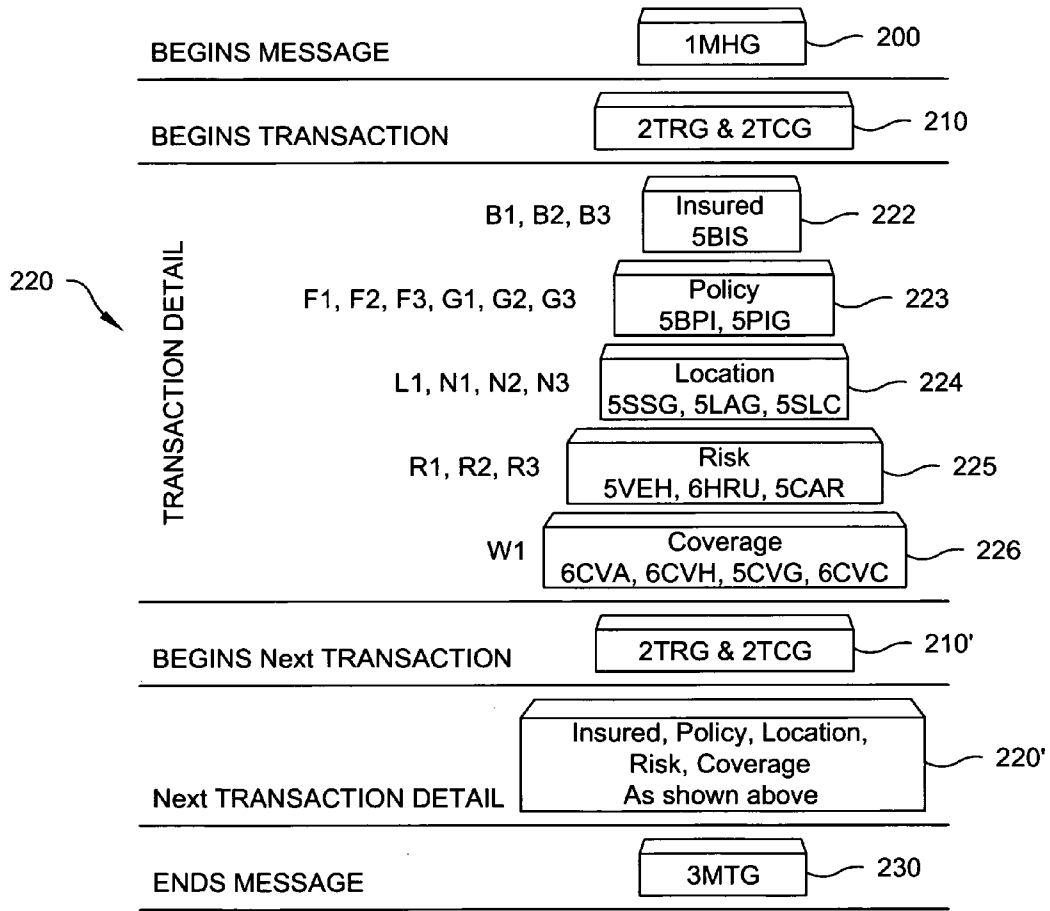 BEGINS MESSAGE
1MHG
200
BEGINS TRANSACTION
2TRG & 2TCG
210
220
TRANSACTION DETAIL
B1, B2, B3
Insured
5BIS
222
F1, F2, F3, G1, G2, G3
Policy
5BPI, 5PIG
223
L1, N1, N2, N3
Location
5SSG, 5LAG, 5SLC
224
R1, R2, R3
Risk
5VEH, 6HRU, 5CAR
225
W1
Coverage
6CVA, 6CVH, 5CVG, 6CVC
226
BEGINS Next TRANSACTION
2TRG & 2TCG
210'
Next TRANSACTION DETAIL
Insured, Policy, Location,
Risk, Coverage
As shown above
220'
ENDS MESSAGE
3MTG
230